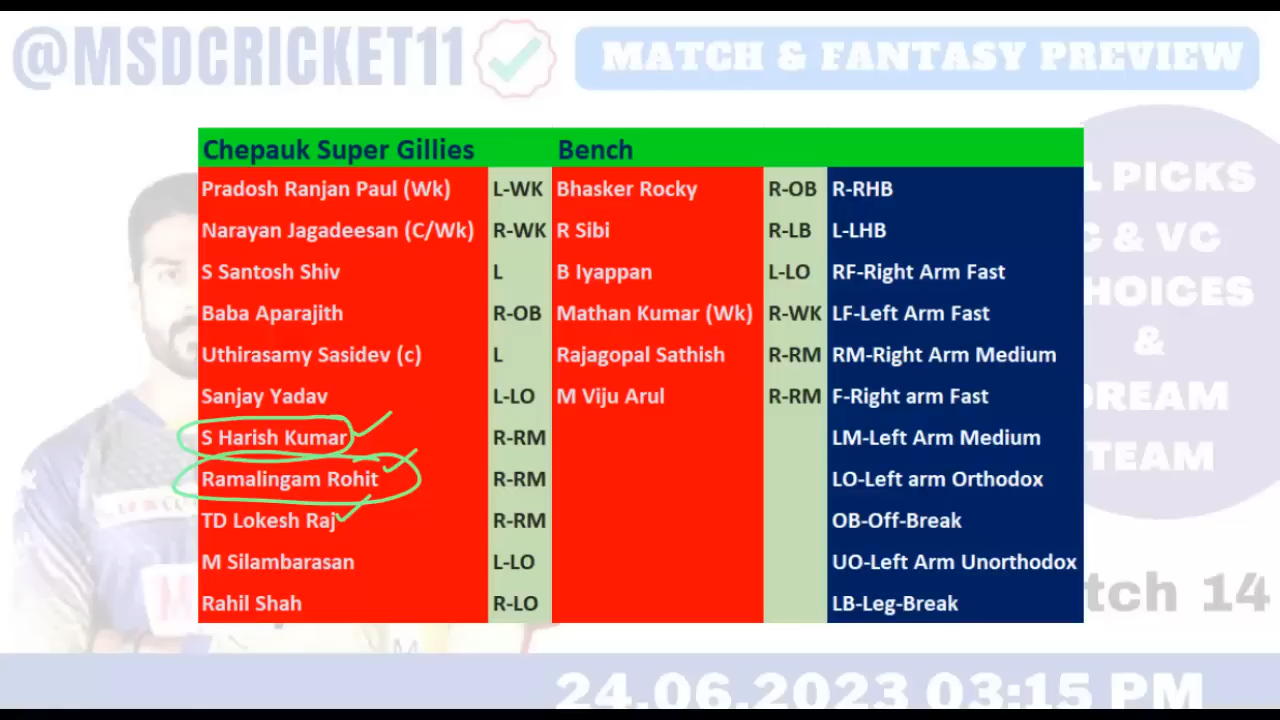 @MSDCRICKET11 MATCH & FANTASY PREVIEW
Chepauk Super Gillies Bench
Pradosh Ranjan Paul (Wk) L-WK Bhasker Rocky R-OB R-RHB
Narayan Jagadeesan (C/Wk) R-WK R Sibi R-LB L-LHB
S Santosh Shiv L B Iyappan L-LO RF-Right Arm Fast
Baba Aparajith R-OB Mathan Kumar (Wk) R-WK LF-Left Arm Fast
Uthirasamy Sasidev (c) L Rajagopal Sathish R-RM RM-Right Arm Medium
Sanjay Yadav L-LO M Viju Arul R-RM F-Right arm Fast
S Harish Kumar R-RM LM-Left Arm Medium
Ramalingam Rohit R-RM LO-Left arm Orthodox
TD Lokesh Raj R-RM OB-Off-Break
M Silambarasan L-LO UO-Left Arm Unorthodox
Rahil Shah R-LO LB-Leg-Break
L PICKS
C & VC
HOICES
&
DREAM
TEAM
tch 14
24.06.2023 03:15 PM